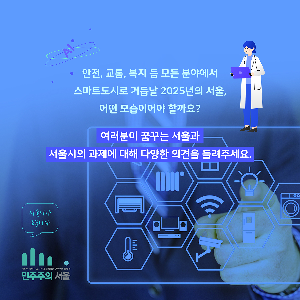 안전, 교통, 복지 등 모든 분야에서
스마트도시로 거듭날 2025년의 서울,
어떤 모습이어야 할까요?
여러분이 꿈꾸는 서울과
서울시의 과제에 대해 다양한 의견을 들려주세요.
민주주의 서울